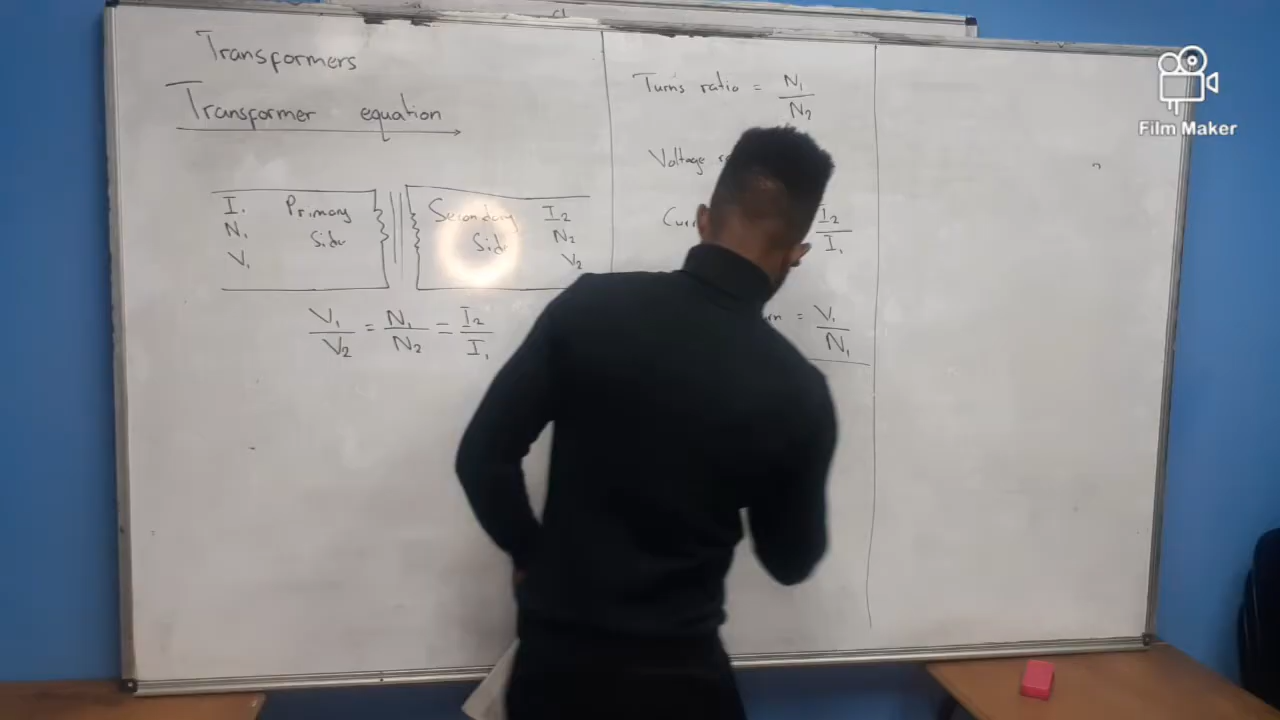 Transformers
Transformer equation
I₁ Primary
N₁ Side
V₁
Secondary I₂
Side N₂
V₂
V₁/V₂ = N₁/N₂ = I₂/I₁
Turns ratio = N₁/N₂
Voltage
I₂/I₁
= V₁/N₁
Film Maker